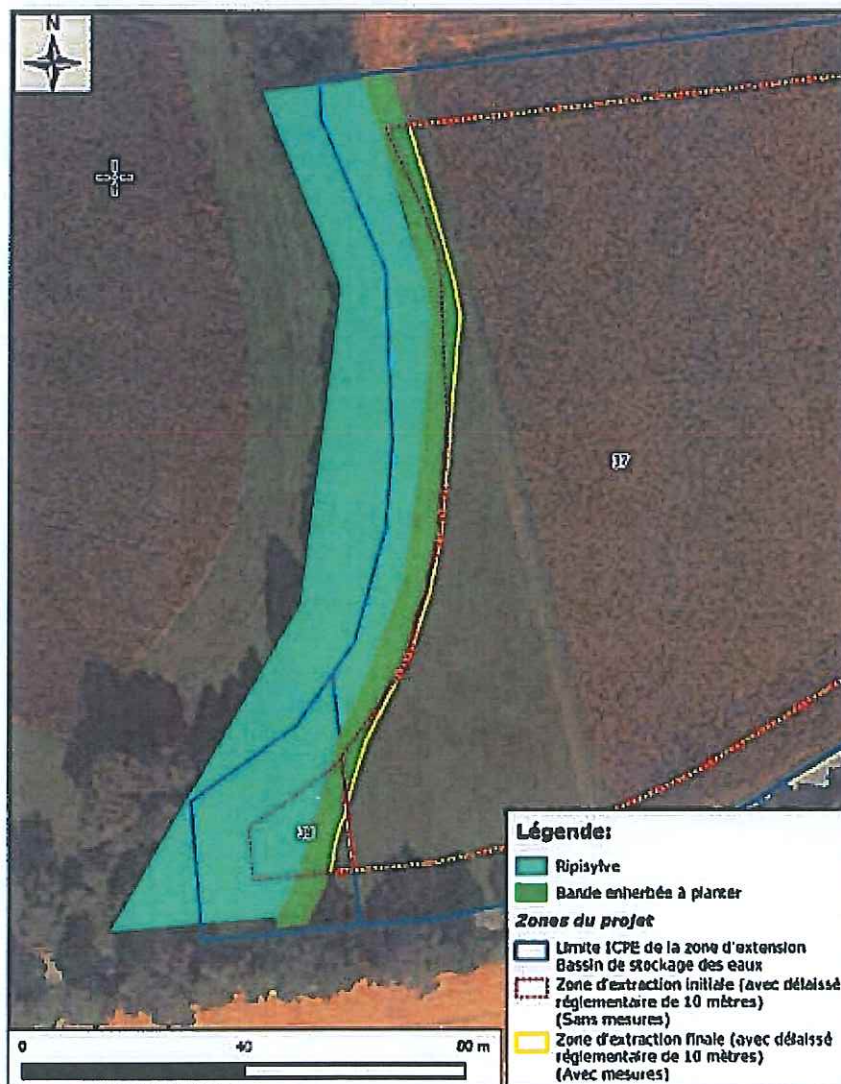 N
37
39
Légende:
Ripisylve
Bande enherbée à planter
Zones du projet
Limite ICPE de la zone d'extension
Bassin de stockage des eaux
Zone d'extraction initiale (avec délaissé
réglementaire de 10 mètres)
(Sans mesures)
Zone d'extraction finale (avec délaissé
réglementaire de 10 mètres)
(Avec mesures)
0 40 80 m